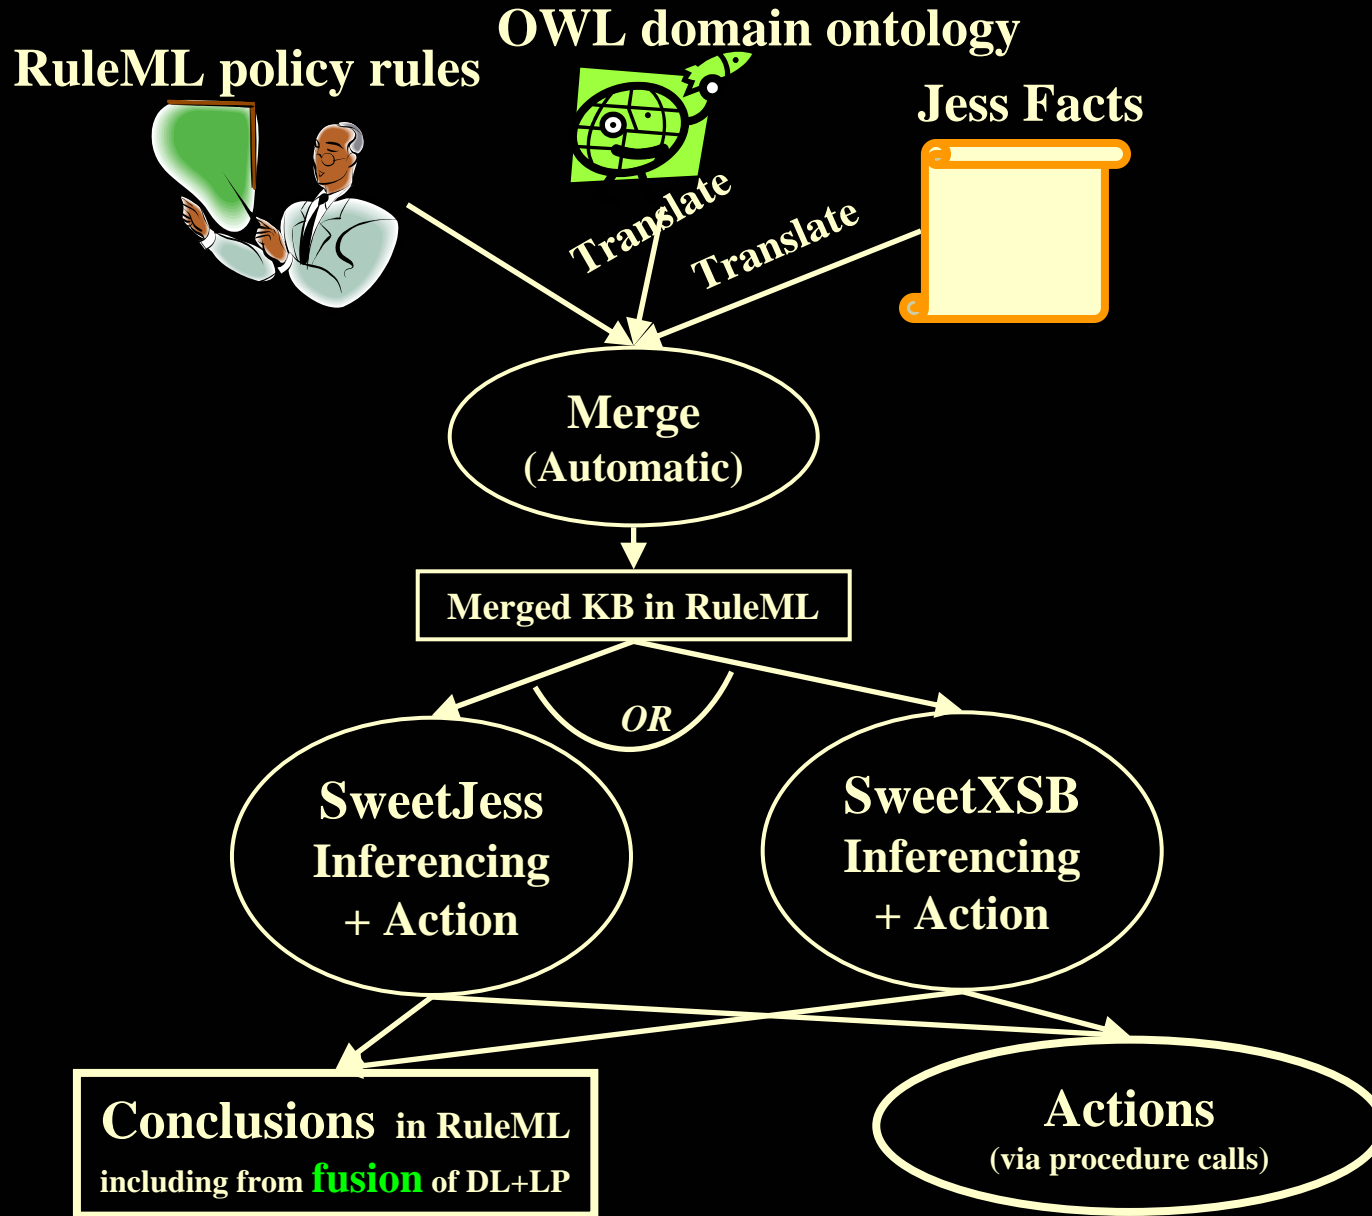 OWL domain ontology
RuleML policy rules
Jess Facts
Translate
Translate
Merge
(Automatic)
Merged KB in RuleML
OR
SweetJess
Inferencing
+ Action
SweetXSB
Inferencing
+ Action
Conclusions in RuleML
including from fusion of DL+LP
Actions
(via procedure calls)